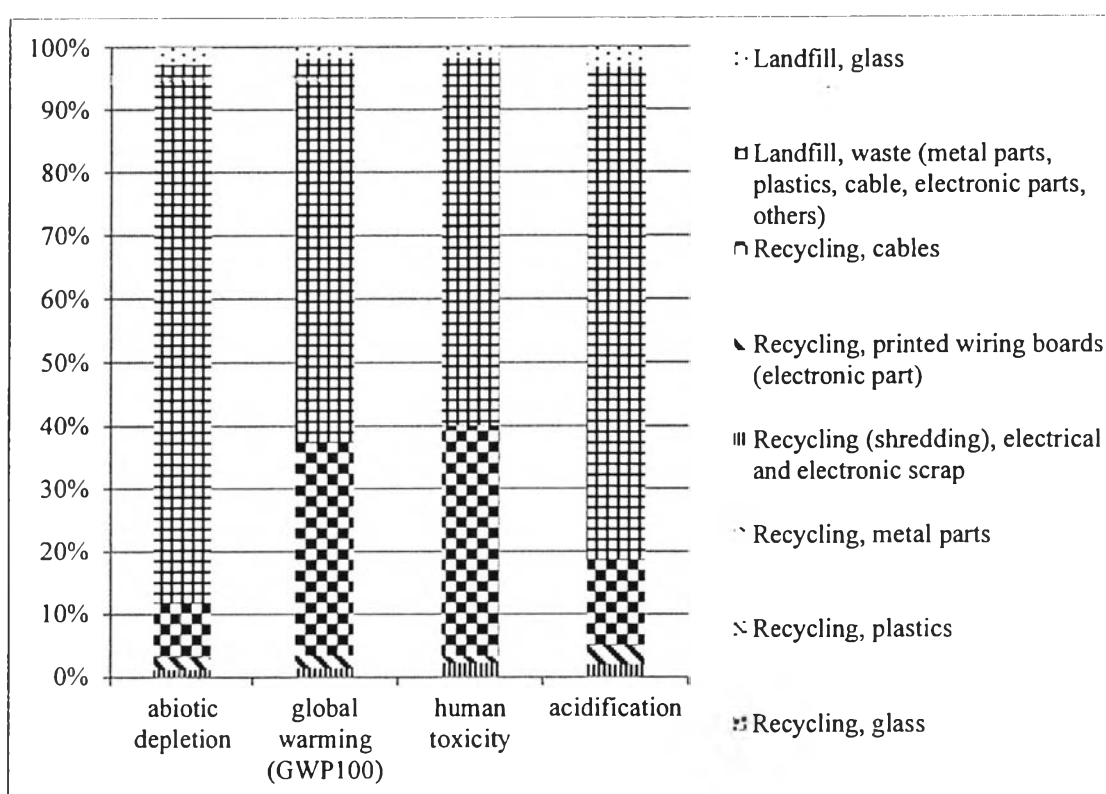 100%
90%
80%
70%
60%
50%
40%
30%
20%
10%
0%
abiotic
depletion
global
warming
(GWP100)
human
toxicity
acidification
Landfill, glass
Landfill, waste (metal parts,
plastics, cable, electronic parts,
others)
Recycling, cables
Recycling, printed wiring boards
(electronic part)
Recycling (shredding), electrical
and electronic scrap
Recycling, metal parts
Recycling, plastics
Recycling, glass